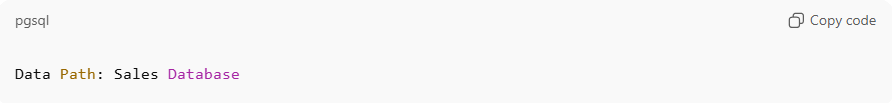 pgsql
Copy code
Data Path: Sales Database